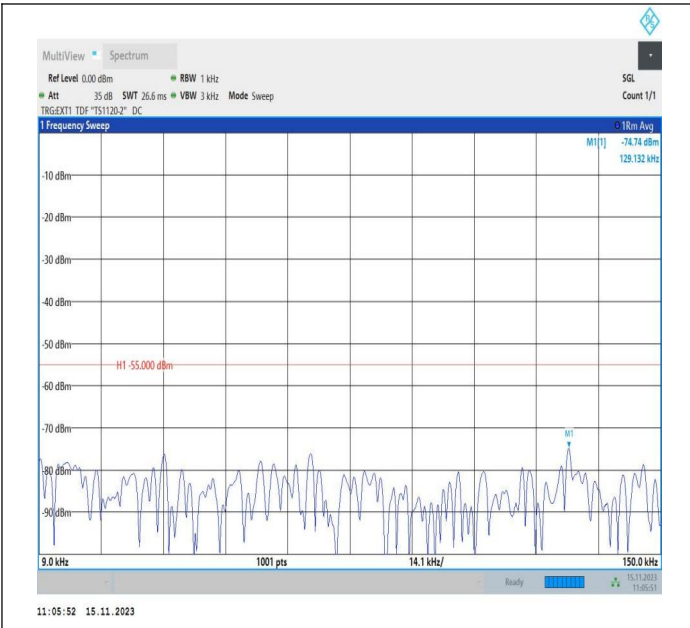 R&S
MultiView Spectrum
Ref Level 0.00 dBm RBW 1 kHz SGL
Att 35 dB SWT 26.6 ms VBW 3 kHz Mode Sweep Count 1/1
TRG:EXT1 TDF "TS1120-2" DC
1 Frequency Sweep 1Rm Avg
M1[1] -74.74 dBm
129.132 kHz
-10 dBm
-20 dBm
-30 dBm
-40 dBm
-50 dBm
H1 -55.000 dBm
-60 dBm
-70 dBm
M1
-80 dBm
-90 dBm
9.0 kHz 1001 pts 14.1 kHz/ 150.0 kHz
Ready 15.11.2023
11:05:51
11:05:52 15.11.2023